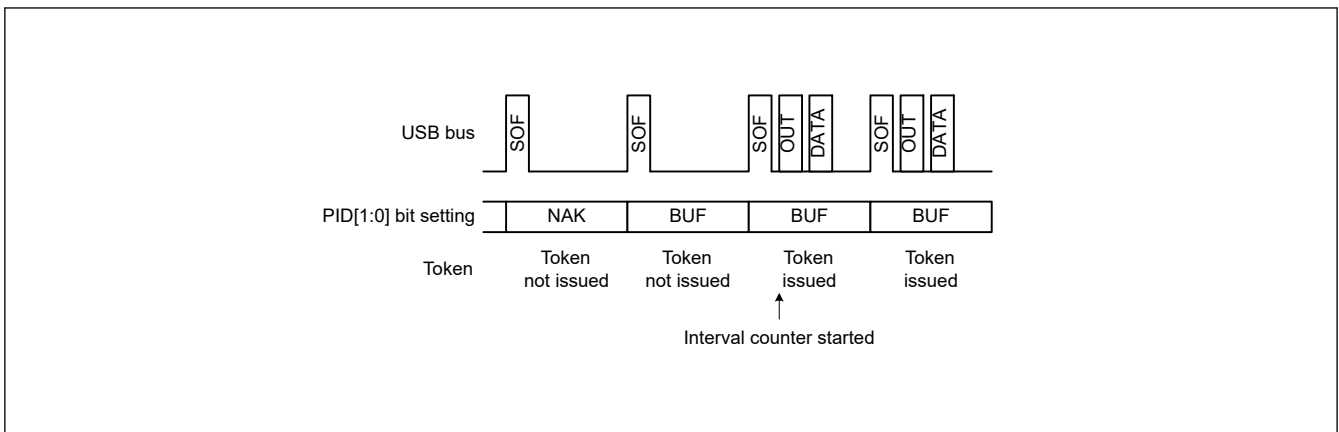 USB bus
SOF
SOF
SOF
OUT
DATA
SOF
OUT
DATA
PID[1:0] bit setting
NAK
BUF
BUF
BUF
Token
Token
not issued
Token
not issued
Token
issued
Token
issued
Interval counter started